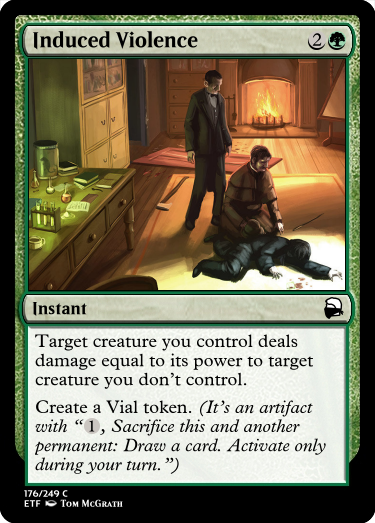 Induced Violence 2
Instant
Target creature you control deals
damage equal to its power to target
creature you don't control.
Create a Vial token. (It's an artifact
with “1, Sacrifice this and another
permanent: Draw a card. Activate only
during your turn.”)
176/249 C
ETF Tom McGrath